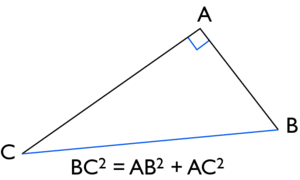 A
B
C
BC² = AB² + AC²